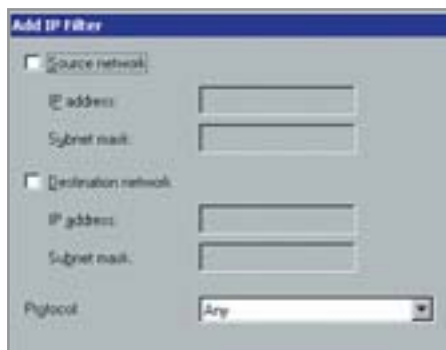 Add IP Filter
Source network
IP address:
Subnet mask:
Destination network
IP address:
Subnet mask:
Protocol: Any